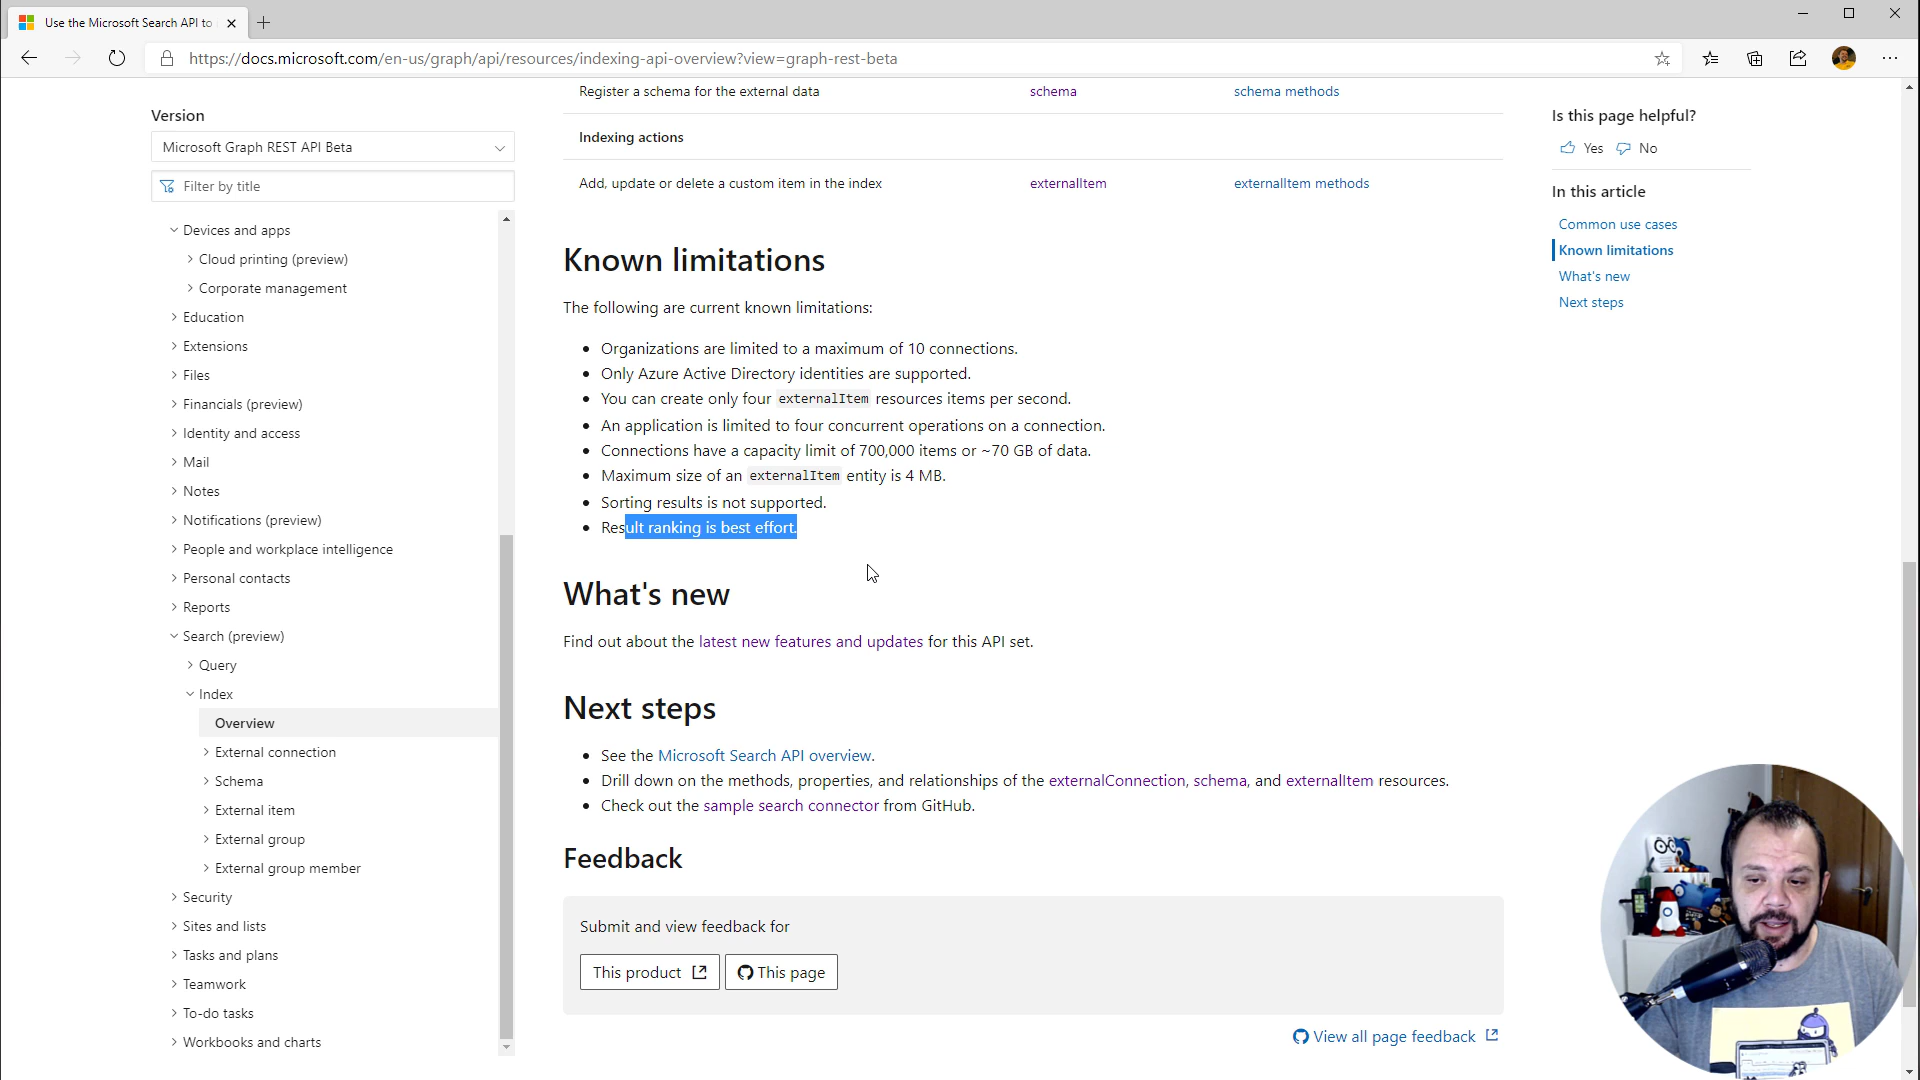 Use the Microsoft Search API to
https://docs.microsoft.com/en-us/graph/api/resources/indexing-api-overview?view=graph-rest-beta
Version
Microsoft Graph REST API Beta
Filter by title
Devices and apps
Cloud printing (preview)
Corporate management
Education
Extensions
Files
Financials (preview)
Identity and access
Mail
Notes
Notifications (preview)
People and workplace intelligence
Personal contacts
Reports
Search (preview)
Query
Index
Overview
External connection
Schema
External item
External group
External group member
Security
Sites and lists
Tasks and plans
Teamwork
To-do tasks
Workbooks and charts
Register a schema for the external data schema schema methods
Indexing actions
Add, update or delete a custom item in the index externalItem externalItem methods
Known limitations
The following are current known limitations:
• Organizations are limited to a maximum of 10 connections.
• Only Azure Active Directory identities are supported.
• You can create only four externalItem resources items per second.
• An application is limited to four concurrent operations on a connection.
• Connections have a capacity limit of 700,000 items or ~70 GB of data.
• Maximum size of an externalItem entity is 4 MB.
• Sorting results is not supported.
• Result ranking is best effort.
What's new
Find out about the latest new features and updates for this API set.
Next steps
• See the Microsoft Search API overview.
• Drill down on the methods, properties, and relationships of the externalConnection, schema, and externalItem resources.
• Check out the sample search connector from GitHub.
Feedback
Submit and view feedback for
This product This page
View all page feedback
Is this page helpful?
Yes No
In this article
Common use cases
Known limitations
What's new
Next steps